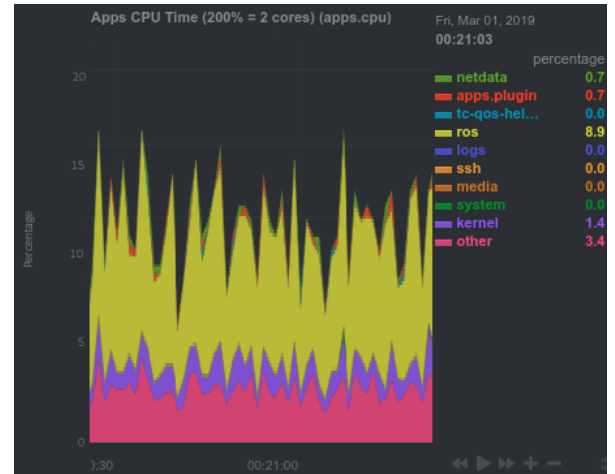 Apps CPU Time (200% = 2 cores) (apps.cpu)
Fri, Mar 01, 2019
00:21:03
percentage
netdata 0.7
apps.plugin 0.7
tc-qos-hel... 0.0
ros 8.9
logs 0.0
ssh 0.0
media 0.0
system 0.0
kernel 1.4
other 3.4
Percentage
20
15
10
5
0
):30
00:21:00